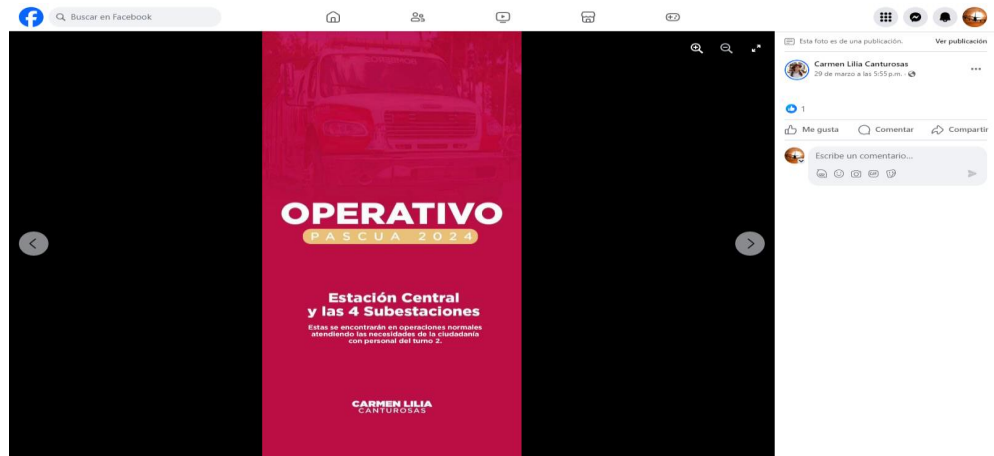 Buscar en Facebook
Esta foto es de una publicación. Ver publicación
Carmen Lilia Canturosas
29 de marzo a las 5:55 p.m. ·
1
Me gusta Comentar Compartir
Escribe un comentario...
GIF
BOMBEROS
OPERATIVO
PASCUA 2024
Estación Central
y las 4 Subestaciones
Estas se encontrarán en operaciones normales
atendiendo las necesidades de la ciudadanía
con personal del turno 2.
CARMEN LILIA
CANTUROSAS